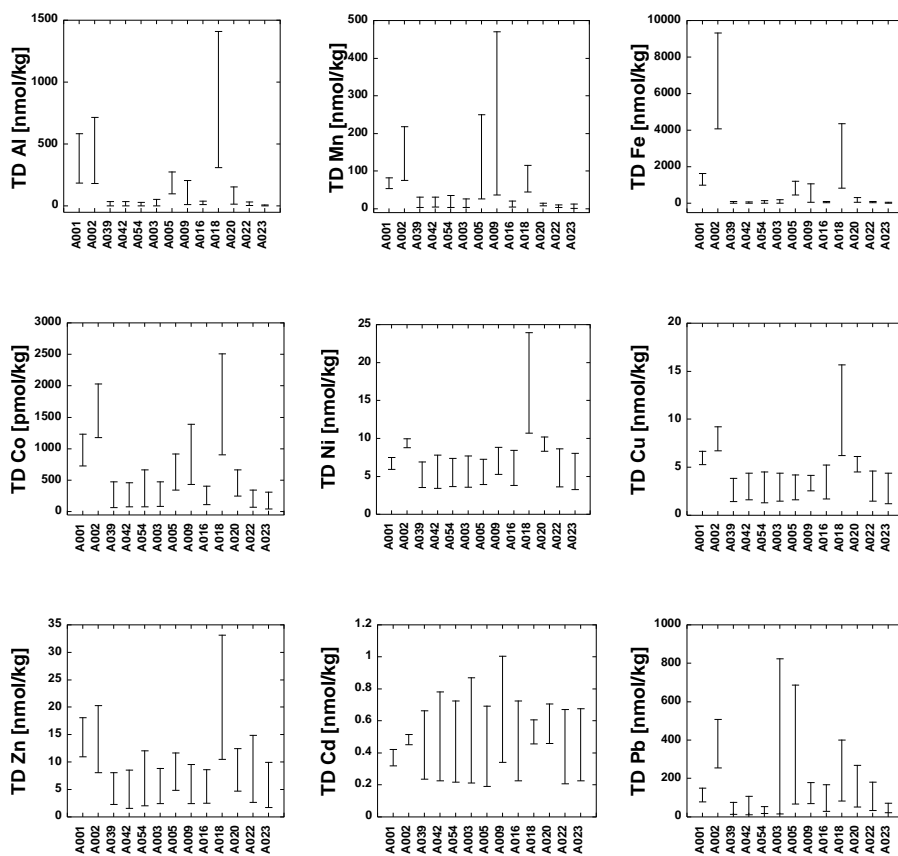 TD Al [nmol/kg]
1500
1000
500
0
A001
A002
A039
A042
A054
A003
A005
A009
A016
A018
A020
A022
A023
TD Mn [nmol/kg]
500
400
300
200
100
0
A001
A002
A039
A042
A054
A003
A005
A009
A016
A018
A020
A022
A023
TD Fe [nmol/kg]
10000
8000
6000
4000
2000
0
A001
A002
A039
A042
A054
A003
A005
A009
A016
A018
A020
A022
A023
TD Co [pmol/kg]
3000
2500
2000
1500
1000
500
0
A001
A002
A039
A042
A054
A003
A005
A009
A016
A018
A020
A022
A023
TD Ni [nmol/kg]
25
20
15
10
5
0
A001
A002
A039
A042
A054
A003
A005
A009
A016
A018
A020
A022
A023
TD Cu [nmol/kg]
20
15
10
5
0
A001
A002
A039
A042
A054
A003
A005
A009
A016
A018
A020
A022
A023
TD Zn [nmol/kg]
35
30
25
20
15
10
5
0
A001
A002
A039
A042
A054
A003
A005
A009
A016
A018
A020
A022
A023
TD Cd [nmol/kg]
1.2
1
0.8
0.6
0.4
0.2
0
A001
A002
A039
A042
A054
A003
A005
A009
A016
A018
A020
A022
A023
TD Pb [nmol/kg]
1000
800
600
400
200
0
A001
A002
A039
A042
A054
A003
A005
A009
A016
A018
A020
A022
A023